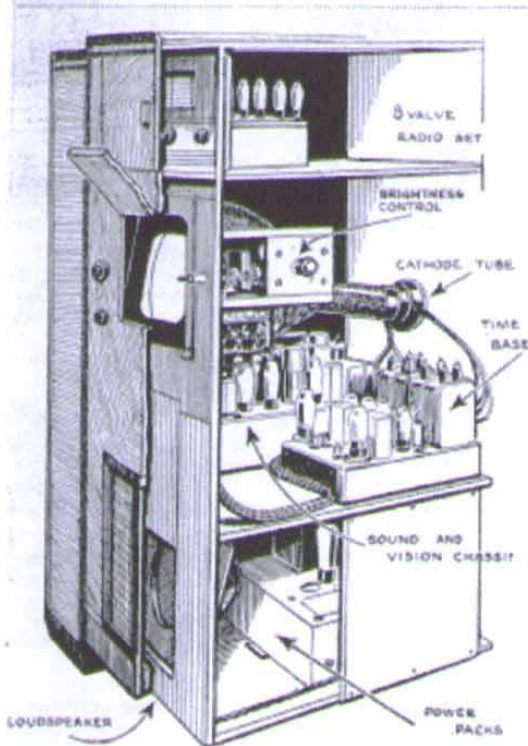 8 VALVE
RADIO SET
BRIGHTNESS
CONTROL
CATHODE TUBE
TIME
BASE
SOUND AND
VISION CHASSIS
POWER
PACKS
LOUDSPEAKER